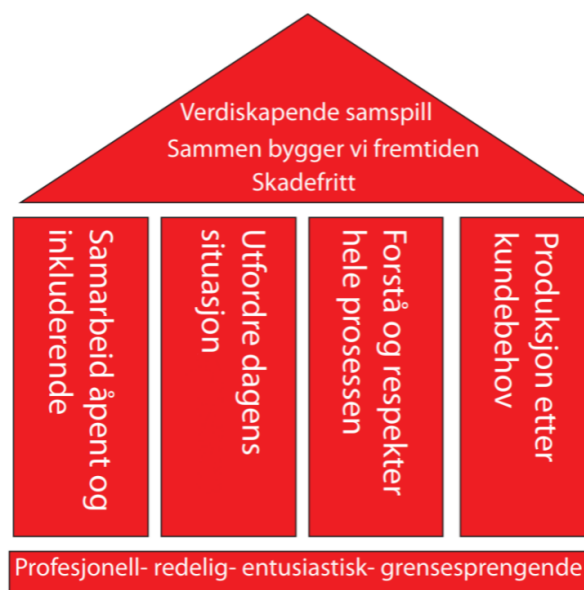 Verdiskapende samspill
Sammen bygger vi fremtiden
Skadefritt
Samarbeid åpent og
inkluderende
Utfordre dagens
situasjon
Forstå og respekter
hele prosessen
Produksjon etter
kundebehov
Profesjonell- redelig- entusiastisk- grensesprengende